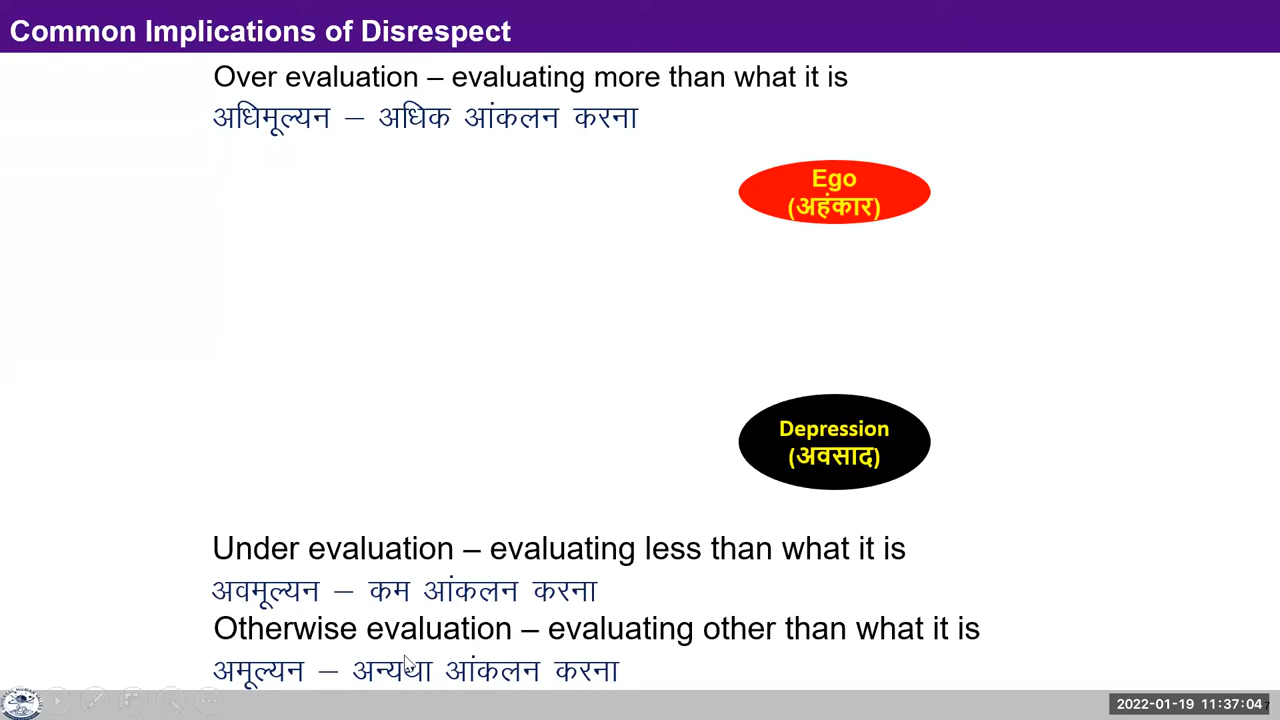 Common Implications of Disrespect
Over evaluation – evaluating more than what it is
अधिमूल्यन – अधिक आंकलन करना
Ego
(अहंकार)
Depression
(अवसाद)
Under evaluation – evaluating less than what it is
अवमूल्यन – कम आंकलन करना
Otherwise evaluation – evaluating other than what it is
अमूल्यन – अन्यथा आंकलन करना
2022-01-19 11:37:04